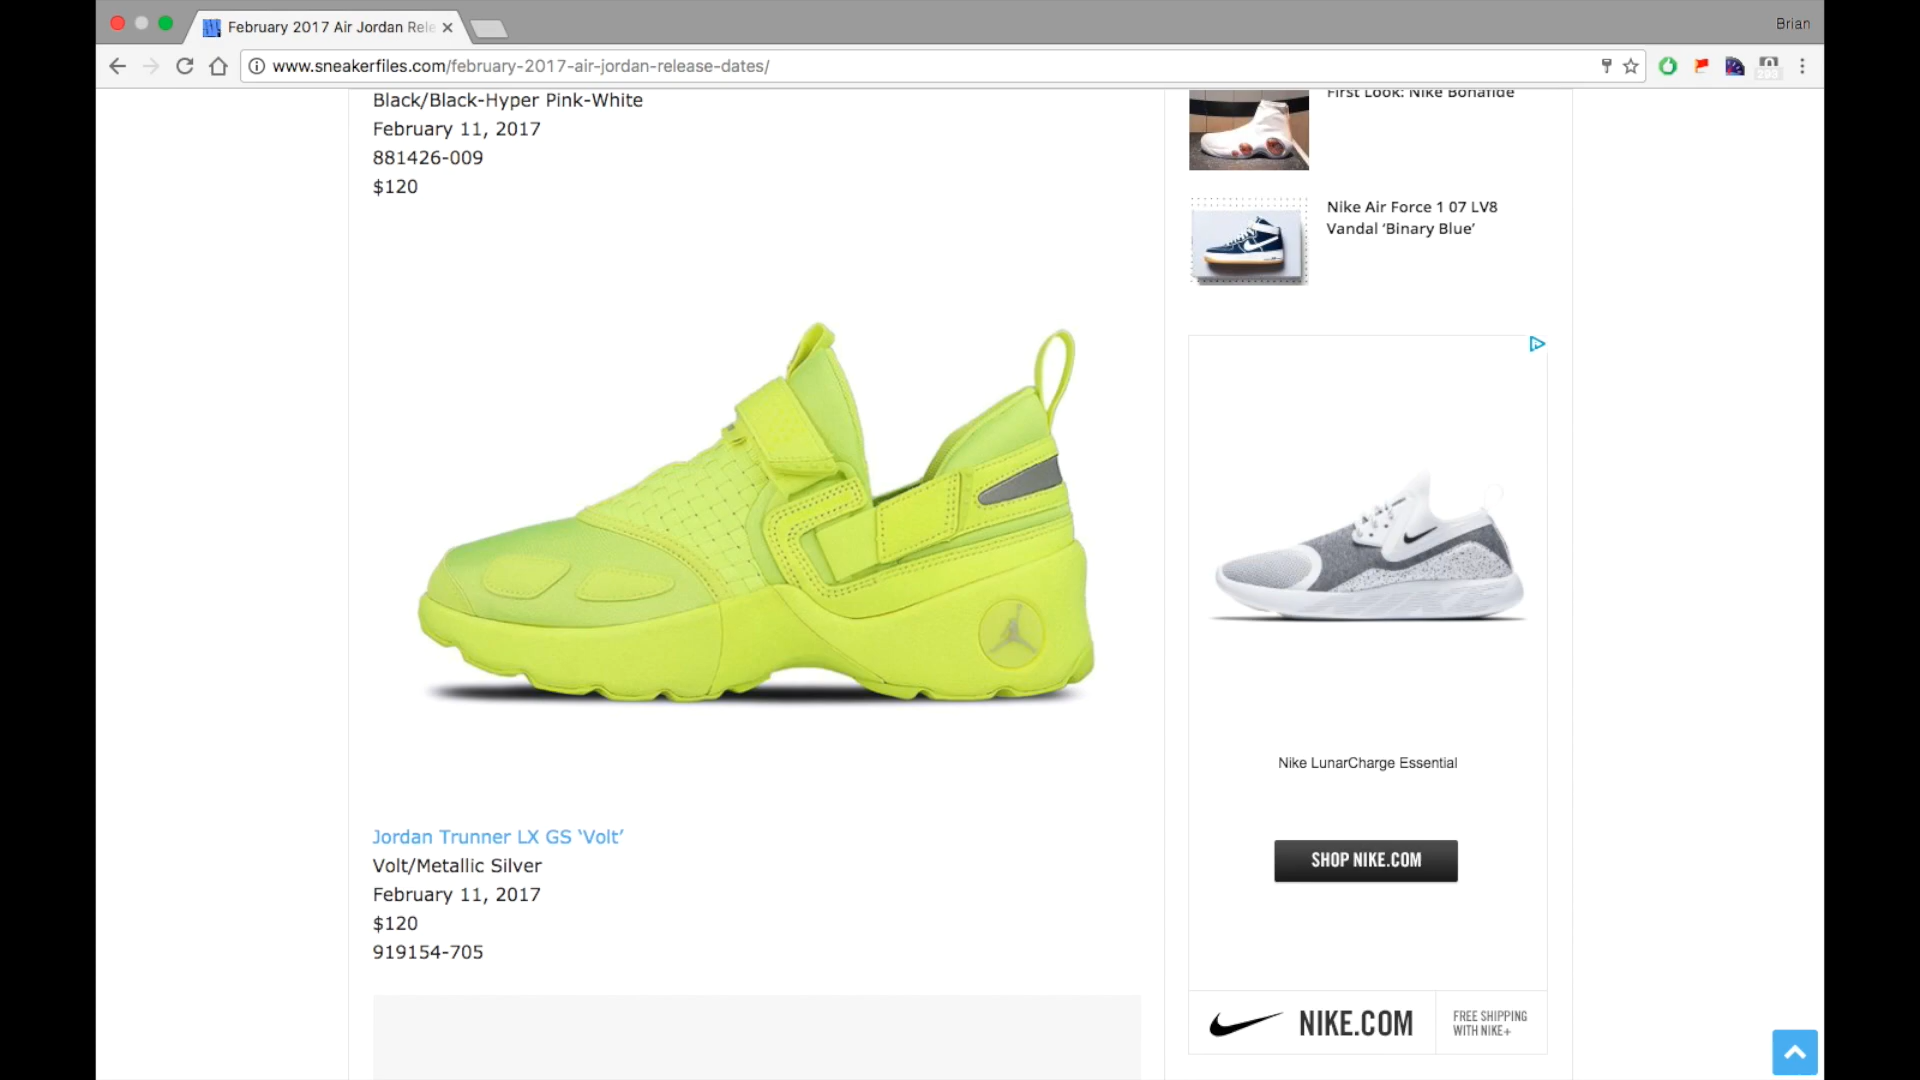 February 2017 Air Jordan Rele
Brian
www.sneakerfiles.com/february-2017-air-jordan-release-dates/
293
Black/Black-Hyper Pink-White
February 11, 2017
881426-009
$120
First Look: Nike Bonafide
Nike Air Force 1 07 LV8
Vandal ‘Binary Blue’
Jordan Trunner LX GS ‘Volt’
Volt/Metallic Silver
February 11, 2017
$120
919154-705
Nike LunarCharge Essential
SHOP NIKE.COM
NIKE.COM
FREE SHIPPING
WITH NIKE+